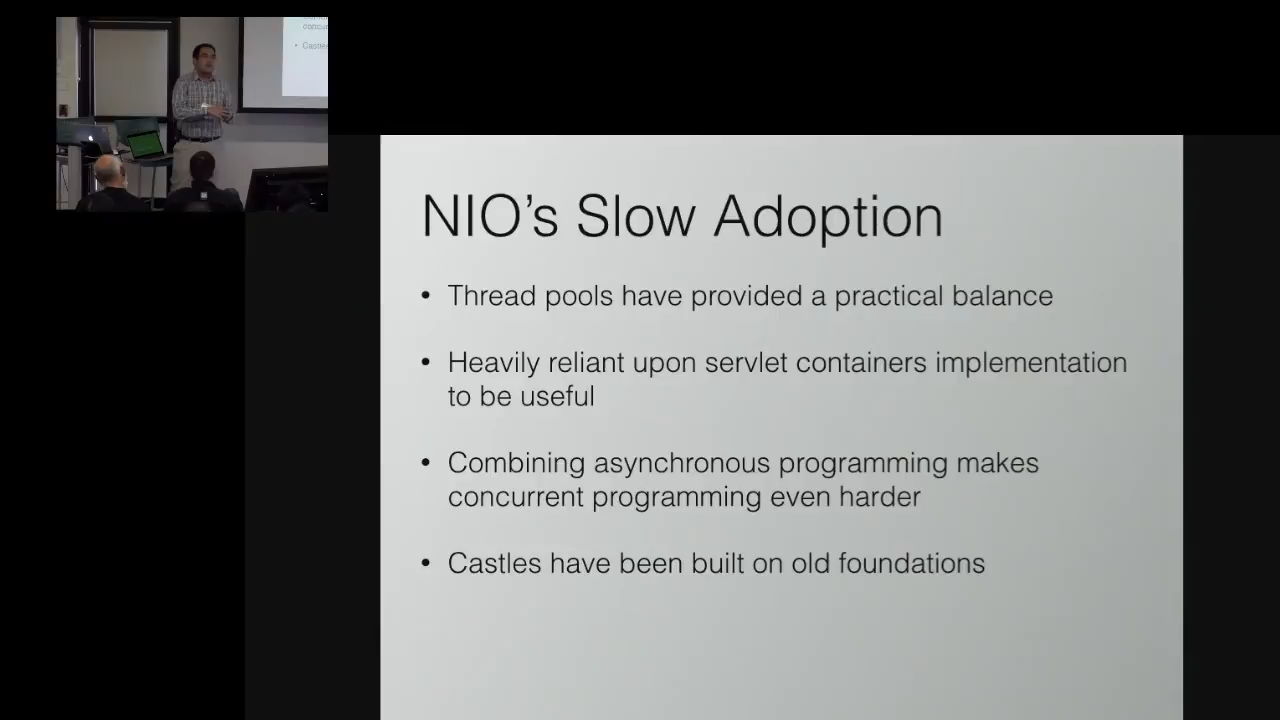 NIO's Slow Adoption
• Thread pools have provided a practical balance
• Heavily reliant upon servlet containers implementation
to be useful
• Combining asynchronous programming makes
concurrent programming even harder
• Castles have been built on old foundations